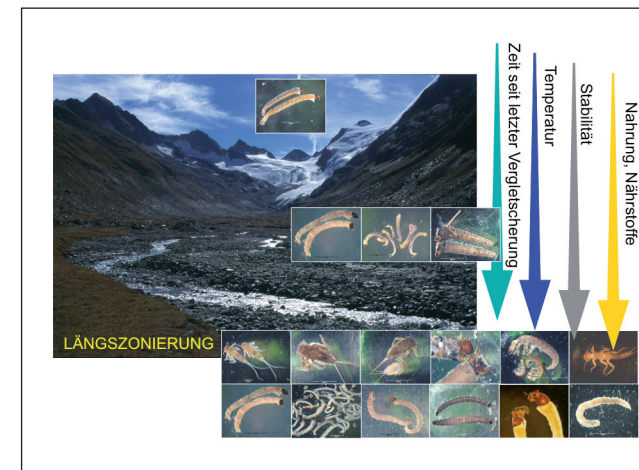 Zeit seit letzter Vergletscherung
Temperatur
Stabilität
Nahrung, Nährstoffe
LÄNGSZONIERUNG